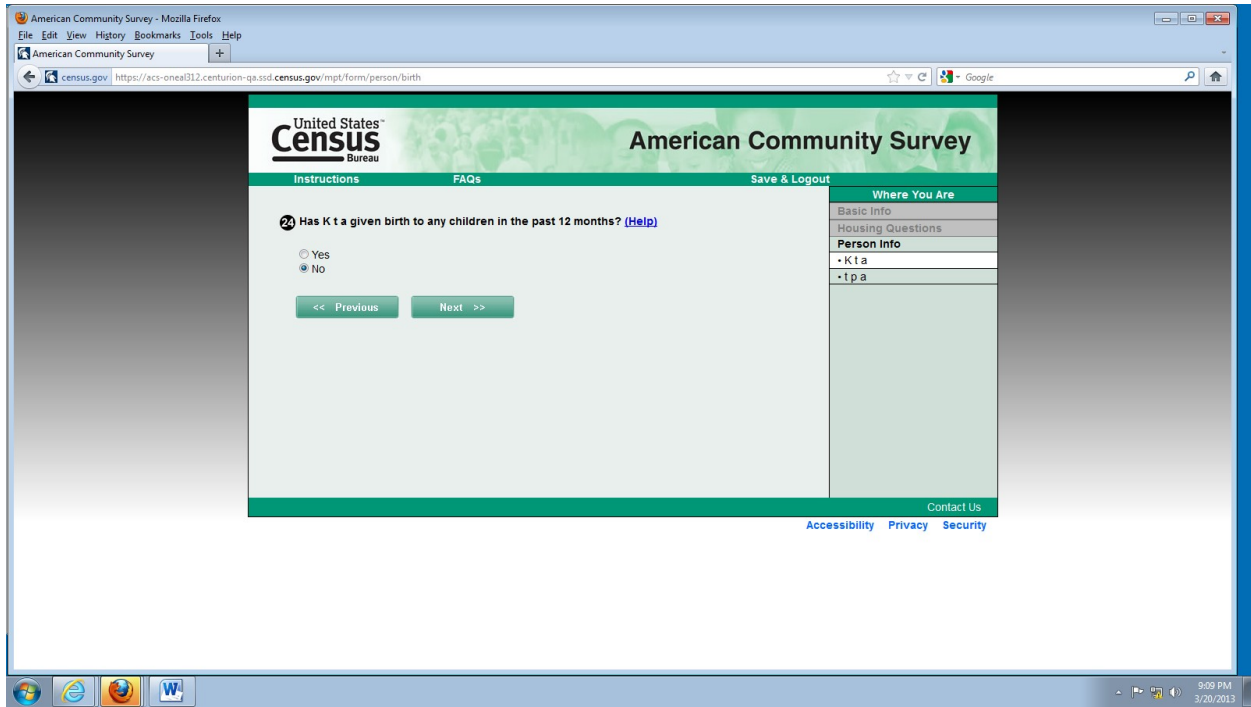 American Community Survey - Mozilla Firefox
File Edit View History Bookmarks Tools Help
American Community Survey +
census.gov https://acs-oneal312.centurion-qa.ssd.census.gov/mpt/form/person/birth Google
United States™
Census
Bureau
American Community Survey
Instructions FAQs Save & Logout
Where You Are
Basic Info
Housing Questions
Person Info
• K t a
• t p a
24 Has K t a given birth to any children in the past 12 months? (Help)
Yes
No
<< Previous Next >>
Contact Us
Accessibility Privacy Security
9:09 PM
3/20/2013